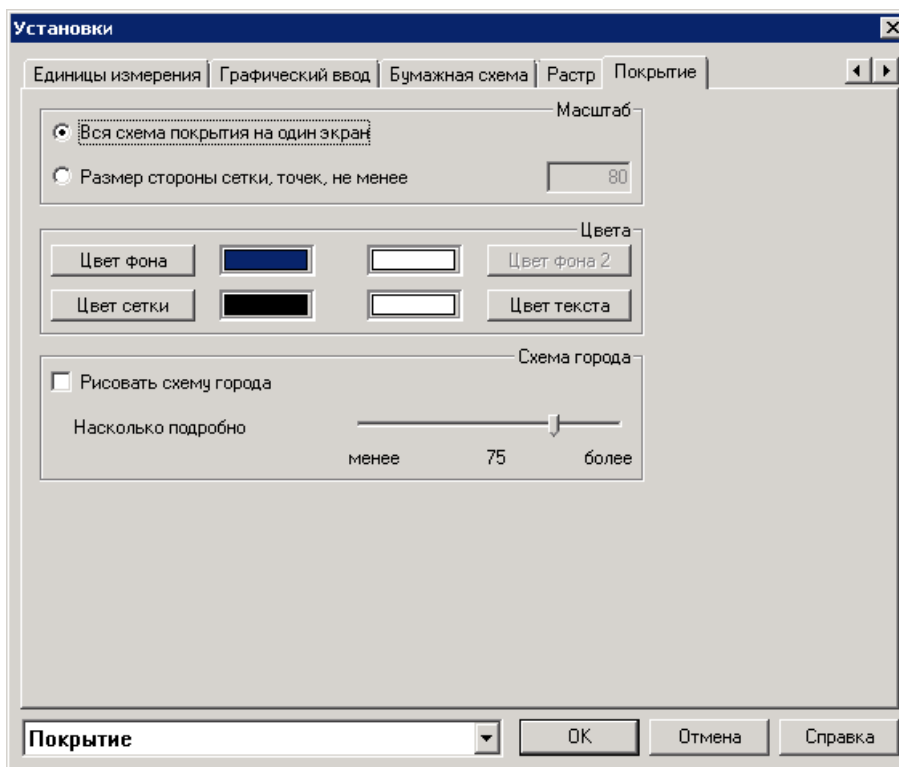 Установки
Единицы измерения Графический ввод Бумажная схема Растр Покрытие
Масштаб
Вся схема покрытия на один экран
Размер стороны сетки, точек, не менее 80
Цвета
Цвет фона Цвет фона 2
Цвет сетки Цвет текста
Схема города
Рисовать схему города
Насколько подробно
менее 75 более
Покрытие OK Отмена Справка